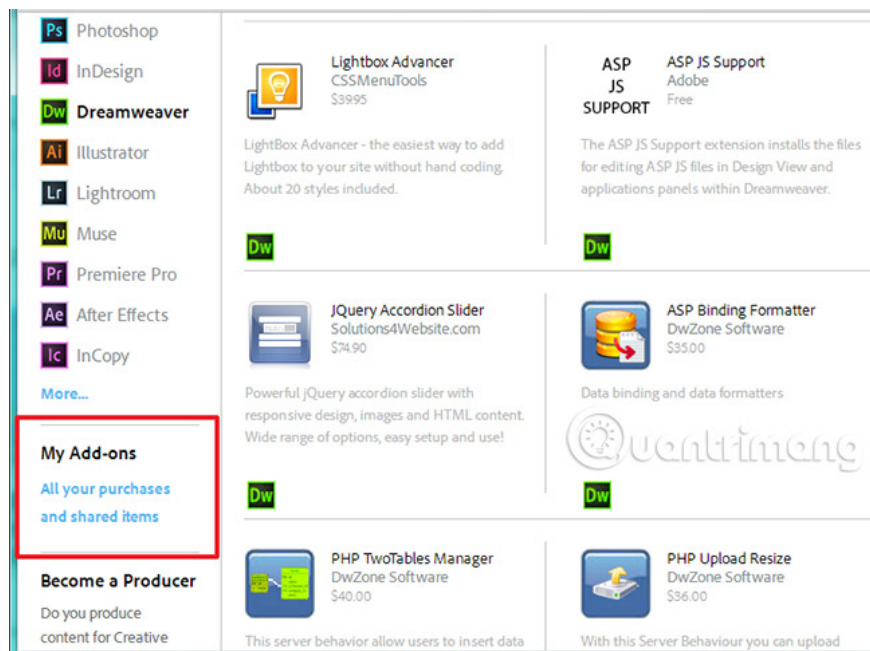 Ps Photoshop
Id InDesign
Dw Dreamweaver
Ai Illustrator
Lr Lightroom
Mu Muse
Pr Premiere Pro
Ae After Effects
Ic InCopy
More...
My Add-ons
All your purchases
and shared items
Become a Producer
Do you produce
content for Creative
Lightbox Advancer
CSSMenuTools
$39.95
LightBox Advancer - the easiest way to add
Lightbox to your site without hand coding.
About 20 styles included.
Dw
ASP
JS
SUPPORT
ASP JS Support
Adobe
Free
The ASP JS Support extension installs the files
for editing ASP JS files in Design View and
applications panels within Dreamweaver.
Dw
JQuery Accordion Slider
Solutions4Website.com
$74.90
Powerful jQuery accordion slider with
responsive design, images and HTML content.
Wide range of options, easy setup and use!
Dw
ASP Binding Formatter
DwZone Software
$35.00
Data binding and data formatters
Quantrimang
Dw
PHP TwoTables Manager
DwZone Software
$40.00
This server behavior allow users to insert data
PHP Upload Resize
DwZone Software
$36.00
With this Server Behaviour you can upload